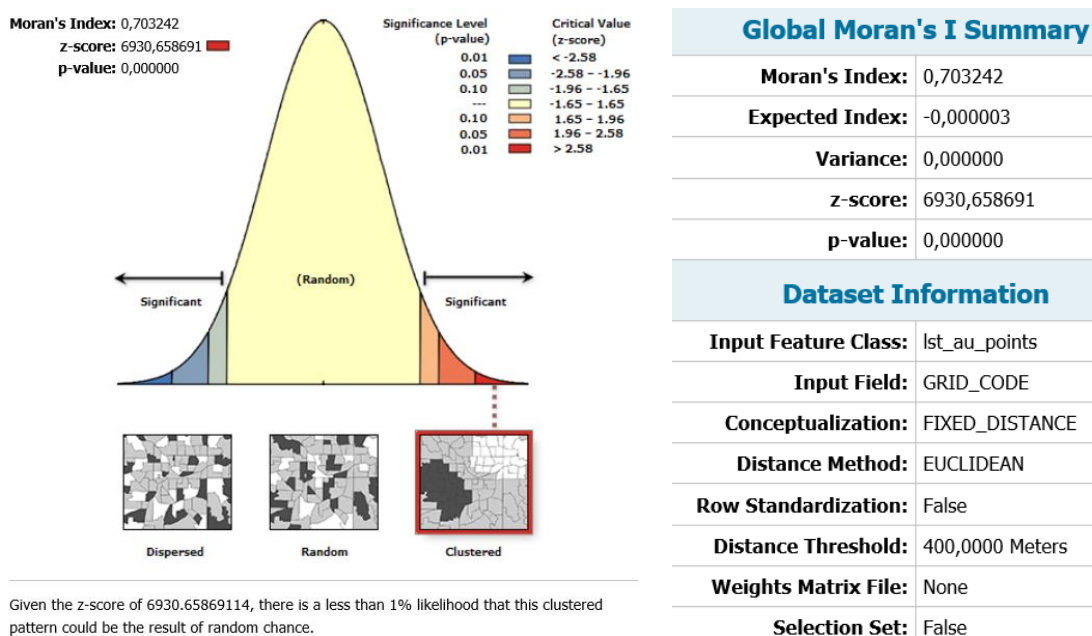 Moran's Index: 0,703242
z-score: 6930,658691
p-value: 0,000000
Significance Level
(p-value)
0.01
0.05
0.10
---
0.10
0.05
0.01
Critical Value
(z-score)
< -2.58
-2.58 - -1.96
-1.96 - -1.65
-1.65 - 1.65
1.65 - 1.96
1.96 - 2.58
> 2.58
(Random)
Significant
Significant
Dispersed
Random
Clustered
Given the z-score of 6930.65869114, there is a less than 1% likelihood that this clustered
pattern could be the result of random chance.
Global Moran's I Summary
Moran's Index: 0,703242
Expected Index: -0,000003
Variance: 0,000000
z-score: 6930,658691
p-value: 0,000000
Dataset Information
Input Feature Class: lst_au_points
Input Field: GRID_CODE
Conceptualization: FIXED_DISTANCE
Distance Method: EUCLIDEAN
Row Standardization: False
Distance Threshold: 400,0000 Meters
Weights Matrix File: None
Selection Set: False